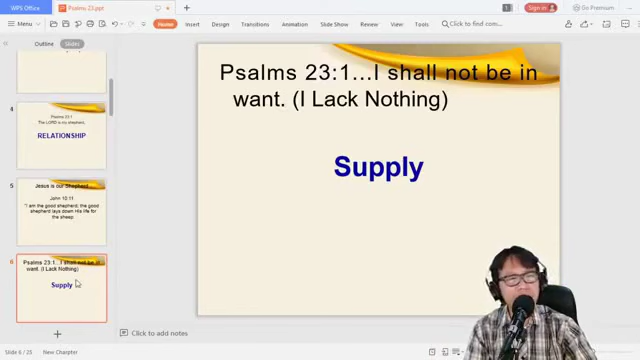 WPS Office
Psalms 23.ppt
1
Sign in
Go Premium
Menu
Home
Insert
Design
Transitions
Animation
Slide Show
Review
View
Tools
Click to find com...
Outline
Slides
4
Psalms 23:1
The LORD is my shepherd,
RELATIONSHIP
5
Jesus is our Shepherd
John 10:11
"I am the good shepherd; the good
shepherd lays down His life for
the sheep
6
Psalms 23:1...I shall not be in
want. (I Lack Nothing)
Supply
Psalms 23:1...I shall not be in
want. (I Lack Nothing)
Supply
Click to add notes
Slide 6 / 25
New Charpter